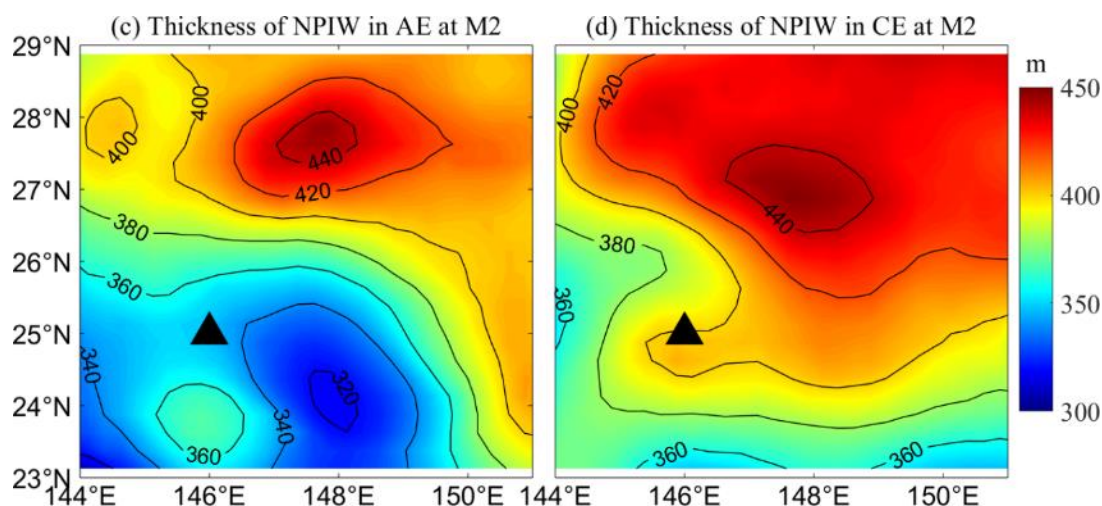 (c) Thickness of NPIW in AE at M2
(d) Thickness of NPIW in CE at M2
29°N
28°N
27°N
26°N
25°N
24°N
23°N
144°E
146°E
148°E
150°E
400
400
440
420
380
360
340
320
340
360
144°E
146°E
148°E
150°E
420
400
440
380
360
360
360
m
450
400
350
300